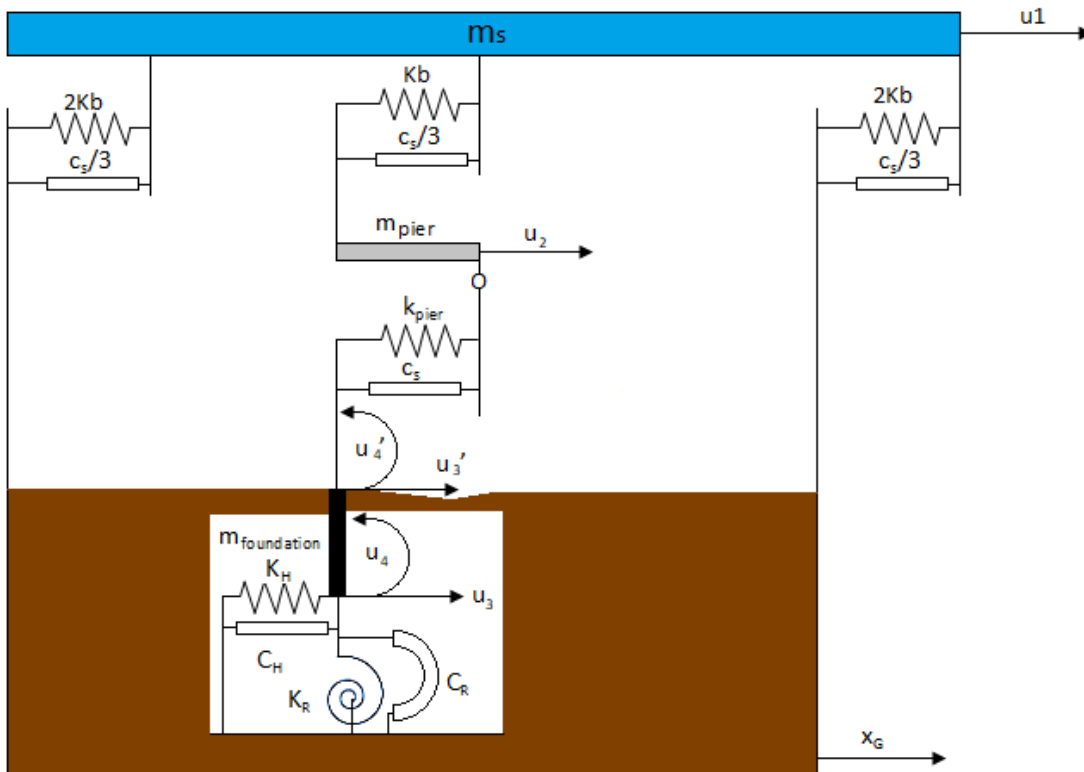 u1
ms
Kb
2Kb
2Kb
cs/3
cs/3
cs/3
mpier
u2
O
kpier
cs
u4’
u3’
mfoundation
u4
KH
u3
CH
CR
KR
xG